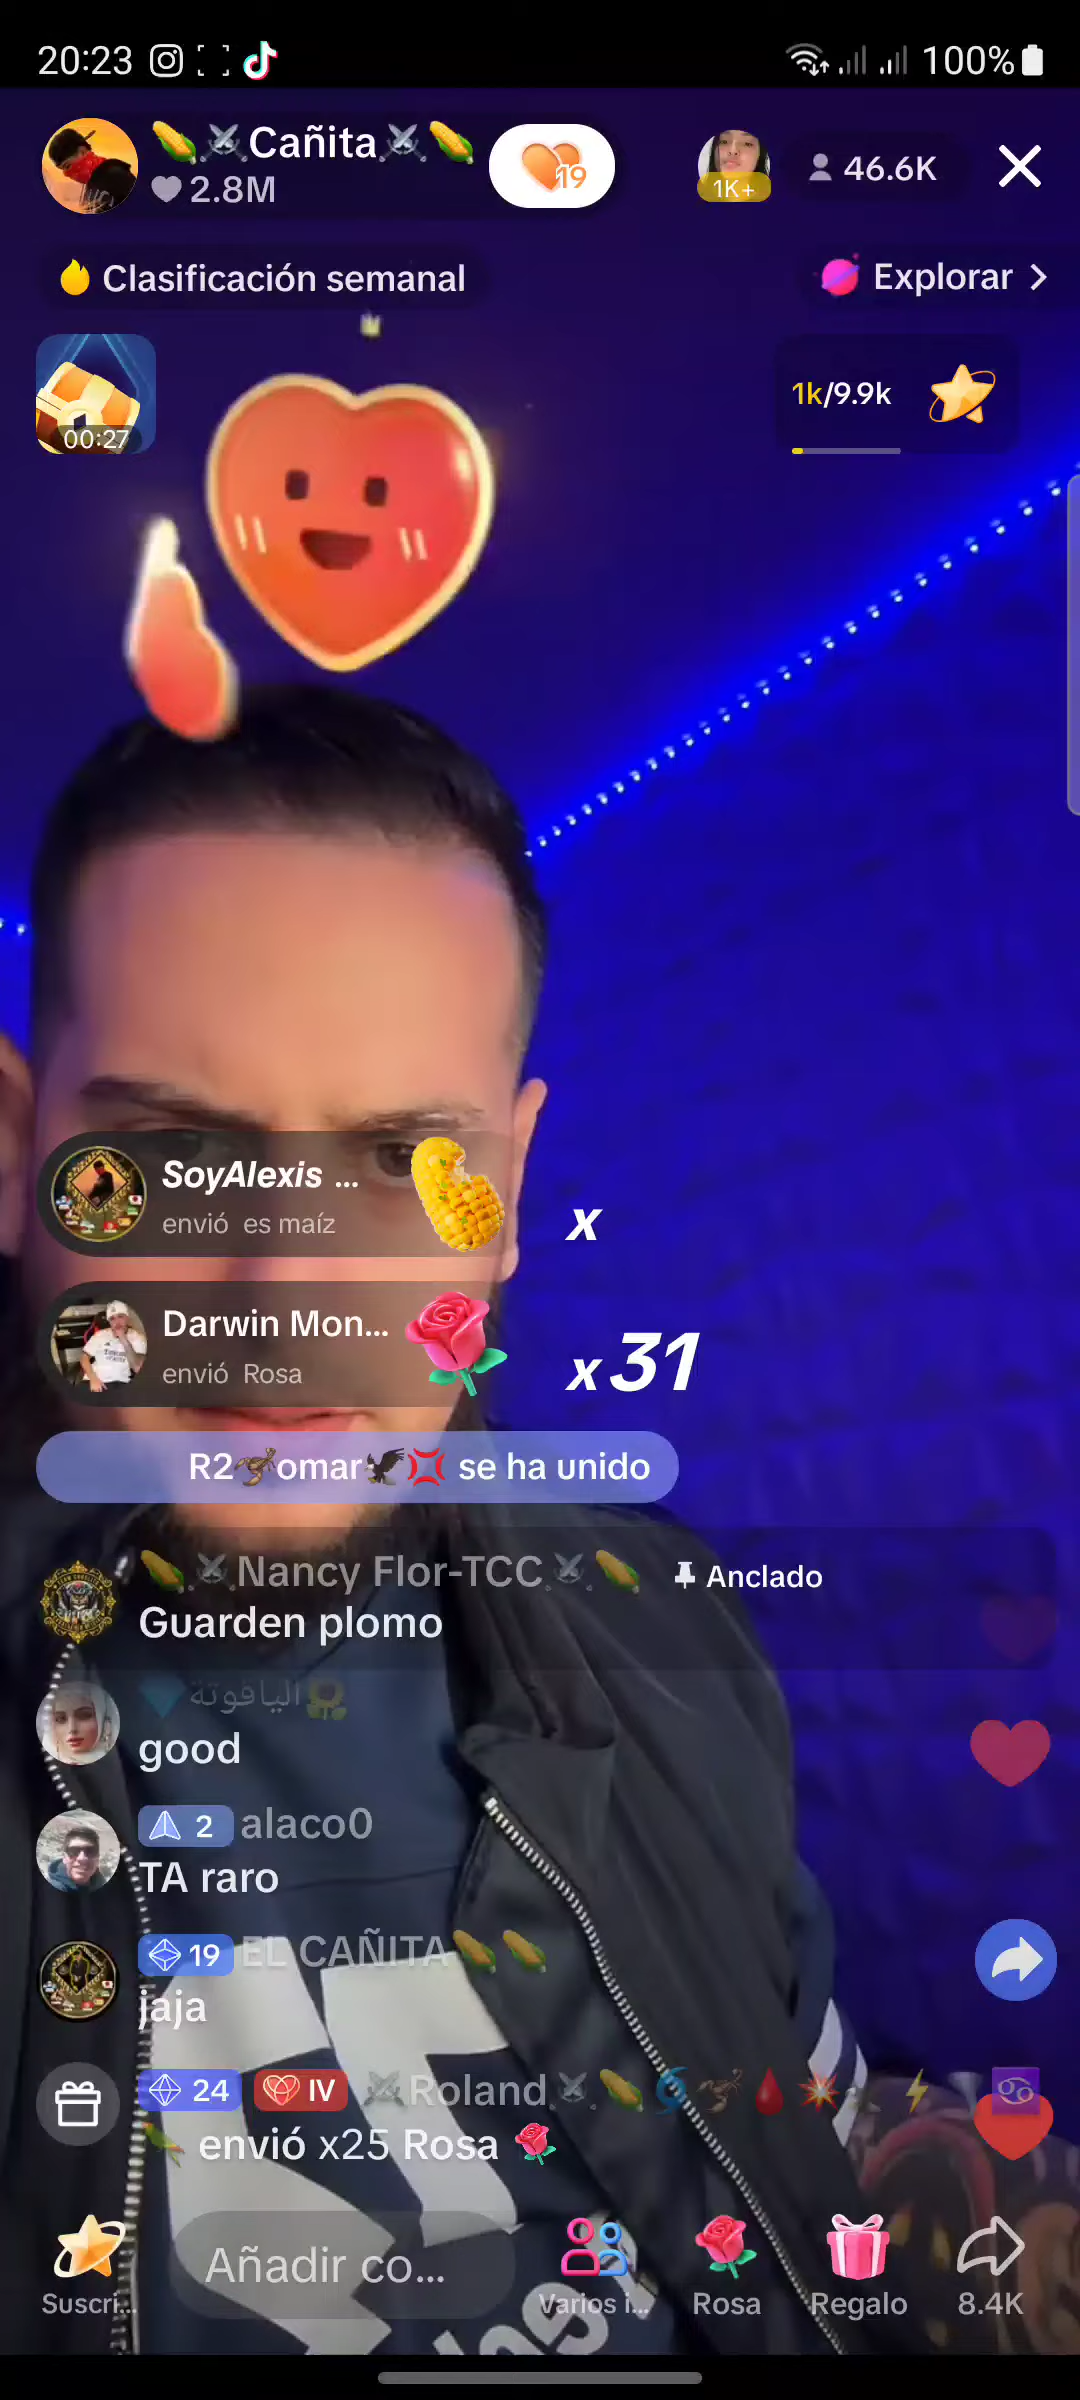 20:23
100%
🌽⚔Cañita⚔🌽
2.8M
19
1K+
46.6K
Clasificación semanal
Explorar
00:27
1k/9.9k
SoyAlexis ...
envió es maíz
x
Darwin Mon...
envió Rosa
x31
R2🦂omar🦅💢 se ha unido
🌽⚔Nancy Flor-TCC⚔🌽 Anclado
Guarden plomo
💎الياقوتة🌻
good
2 alaco0
TA raro
19 EL CAÑITA🌽🌽
jaja
24 IV ⚔Roland⚔🌽🌀🦂🩸💥⚡♋
envió x25 Rosa 🌹
Suscri...
Añadir co...
Varios i...
Rosa
Regalo
8.4K